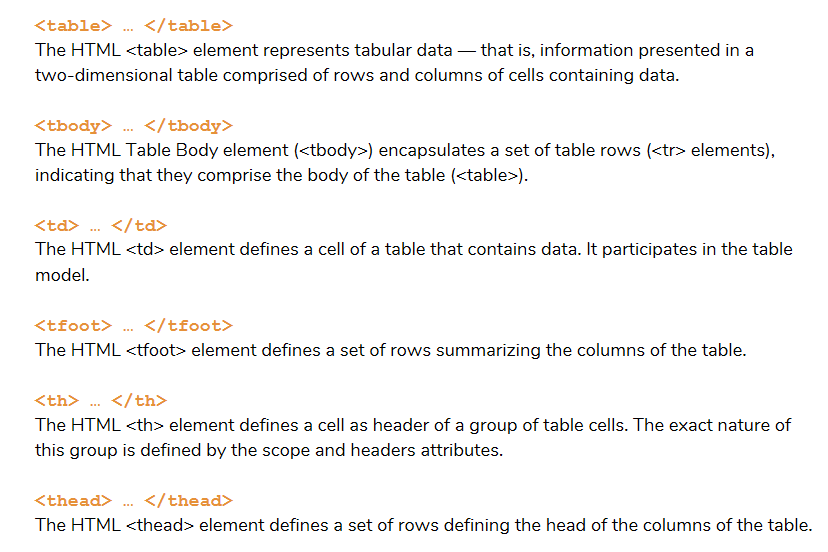 <table> … </table>
The HTML <table> element represents tabular data — that is, information presented in a
two-dimensional table comprised of rows and columns of cells containing data.
<tbody> … </tbody>
The HTML Table Body element (<tbody>) encapsulates a set of table rows (<tr> elements),
indicating that they comprise the body of the table (<table>).
<td> … </td>
The HTML <td> element defines a cell of a table that contains data. It participates in the table
model.
<tfoot> … </tfoot>
The HTML <tfoot> element defines a set of rows summarizing the columns of the table.
<th> … </th>
The HTML <th> element defines a cell as header of a group of table cells. The exact nature of
this group is defined by the scope and headers attributes.
<thead> … </thead>
The HTML <thead> element defines a set of rows defining the head of the columns of the table.